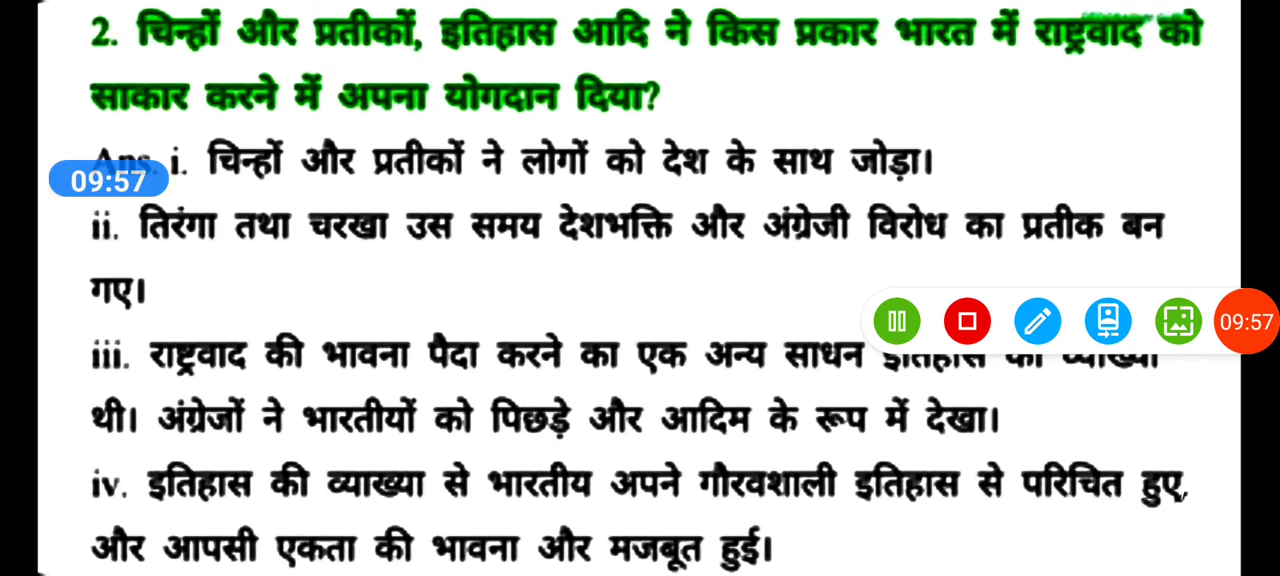 2. चिन्हों और प्रतीकों, इतिहास आदि ने किस प्रकार भारत में राष्ट्रवाद को
साकार करने में अपना योगदान दिया?
Ans. i. चिन्हों और प्रतीकों ने लोगों को देश के साथ जोड़ा।
09:57
ii. तिरंगा तथा चरखा उस समय देशभक्ति और अंग्रेजी विरोध का प्रतीक बन
गए।
09:57
iii. राष्ट्रवाद की भावना पैदा करने का एक अन्य साधन इतिहास की व्याख्या
थी। अंग्रेजों ने भारतीयों को पिछड़े और आदिम के रूप में देखा।
iv. इतिहास की व्याख्या से भारतीय अपने गौरवशाली इतिहास से परिचित हुए,
और आपसी एकता की भावना और मजबूत हुई।